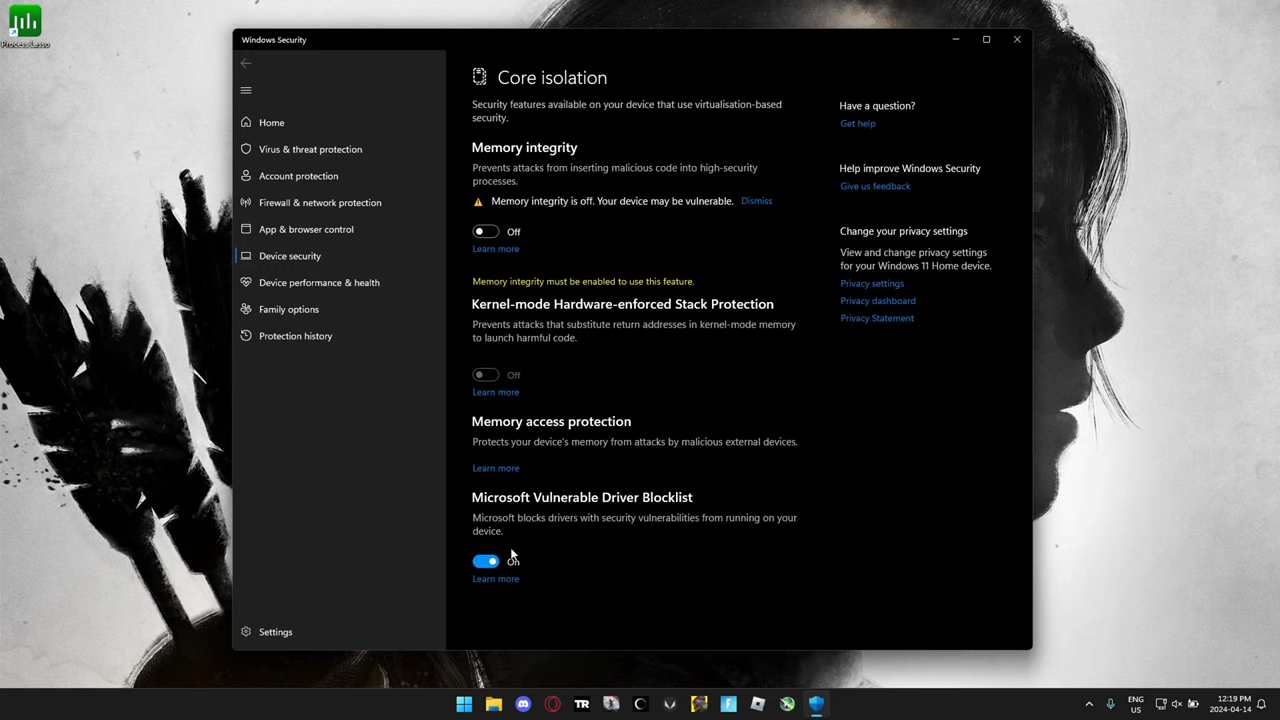 Process Lasso
Windows Security
Home
Virus & threat protection
Account protection
Firewall & network protection
App & browser control
Device security
Device performance & health
Family options
Protection history
Settings
Core isolation
Security features available on your device that use virtualisation-based
security.
Memory integrity
Prevents attacks from inserting malicious code into high-security
processes.
Memory integrity is off. Your device may be vulnerable. Dismiss
Off
Learn more
Memory integrity must be enabled to use this feature.
Kernel-mode Hardware-enforced Stack Protection
Prevents attacks that substitute return addresses in kernel-mode memory
to launch harmful code.
Off
Learn more
Memory access protection
Protects your device's memory from attacks by malicious external devices.
Learn more
Microsoft Vulnerable Driver Blocklist
Microsoft blocks drivers with security vulnerabilities from running on your
device.
On
Learn more
Have a question?
Get help
Help improve Windows Security
Give us feedback
Change your privacy settings
View and change privacy settings
for your Windows 11 Home device.
Privacy settings
Privacy dashboard
Privacy Statement
TR
ENG
US
12:19 PM
2024-04-14